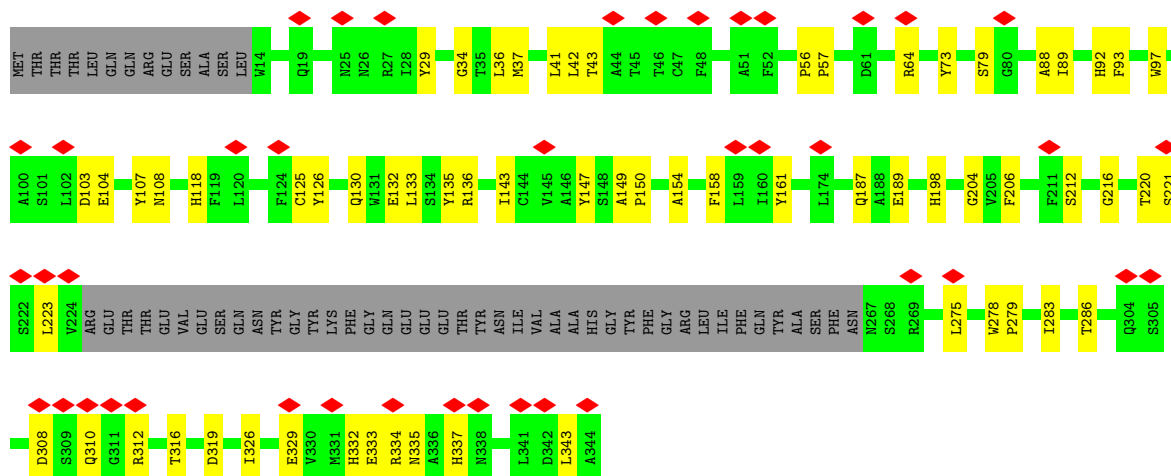 MET THR THR THR LEU GLN GLN ARG GLU SER ALA SER LEU W14 Q19 N25 N26 R27 I28 Y29 G34 T35 L36 M37 L41 L42 T43 A44 T45 T46 C47 F48 A51 F52 P56 P57 D61 R64 Y73 S79 G80 A88 I89 H92 F93 W97
A100 S101 L102 D103 E104 Y107 N108 H118 F119 L120 F124 C125 Y126 Q130 W131 E132 L133 S134 Y135 R136 I143 C144 V145 A146 Y147 S148 A149 P150 A154 F158 L159 I160 Y161 L174 Q187 A188 E189 H198 G204 V205 F206 F211 S212 G216 T220 S221
S222 L223 V224 ARG GLU THR THR GLU VAL GLU SER GLN ASN TYR GLY TYR LYS PHE GLY GLN GLU GLU GLU THR TYR ASN ILE VAL ALA ALA HIS GLY TYR PHE GLY ARG LEU ILE PHE GLN TYR ALA SER PHE ASN N267 S268 R269 L275 W278 P279 I283 T286 Q304 S305
D308 S309 Q310 G311 R312 T316 D319 I326 E329 V330 M331 H332 E333 R334 N335 A336 H337 N338 L341 D342 L343 A344